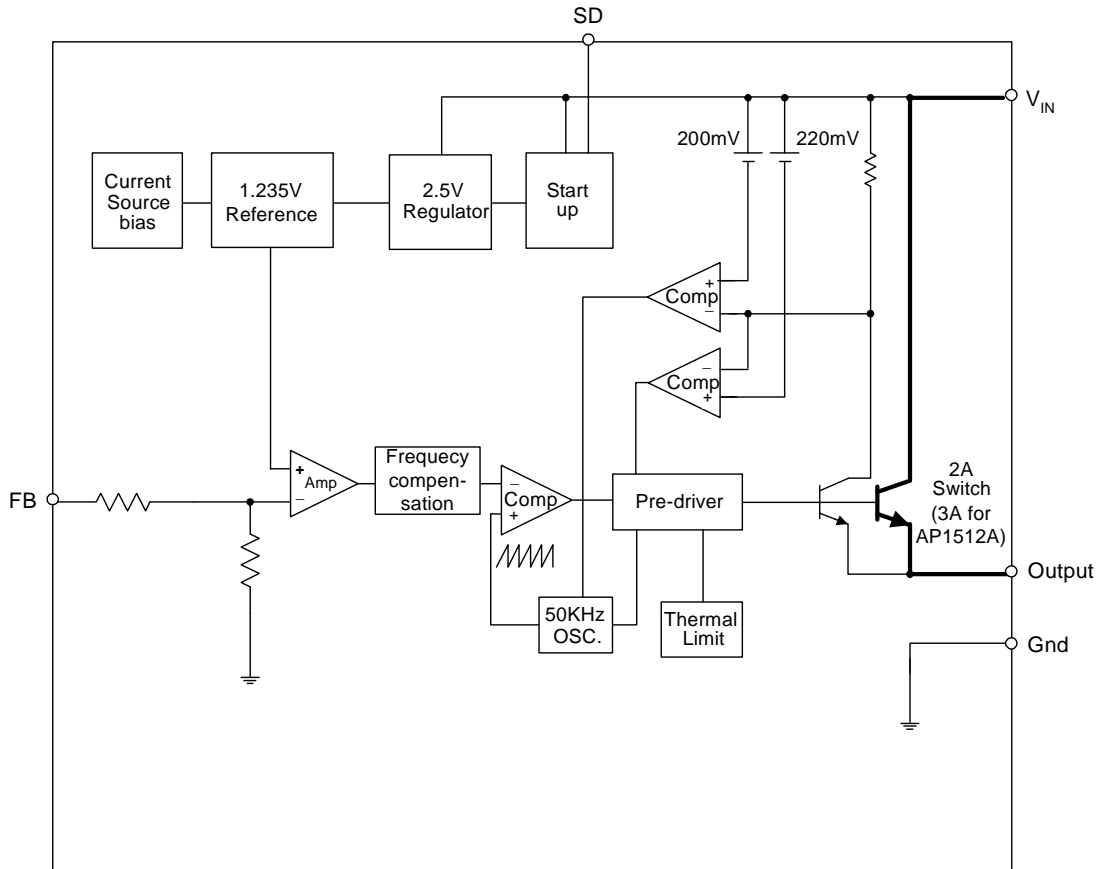 SD
V_IN
200mV
220mV
Current
Source
bias
1.235V
Reference
2.5V
Regulator
Start
up
+
Comp
−
−
Comp
+
+
Amp
−
Frequecy
compen-
sation
−
Comp
+
Pre-driver
2A
Switch
(3A for
AP1512A)
FB
Output
50KHz
OSC.
Thermal
Limit
Gnd